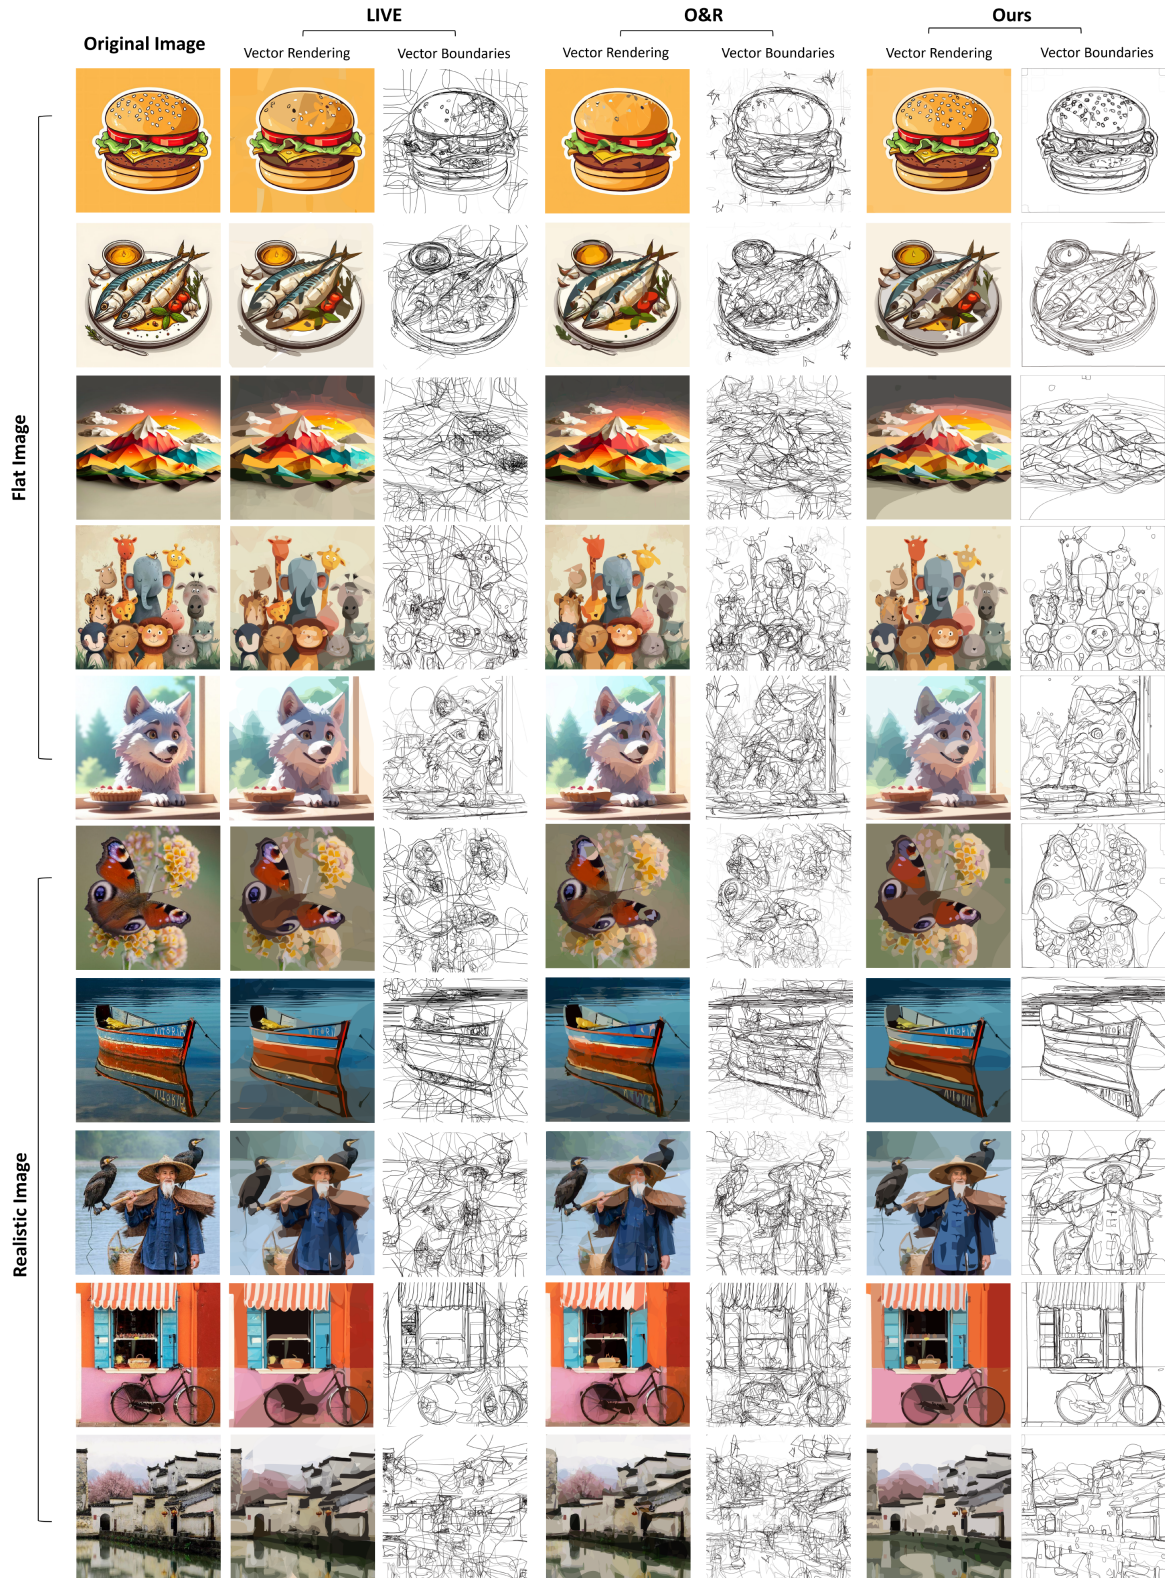 LIVE
O&R
Ours
Original Image
Vector Rendering
Vector Boundaries
Vector Rendering
Vector Boundaries
Vector Rendering
Vector Boundaries
Flat Image
Realistic Image
VITORIA